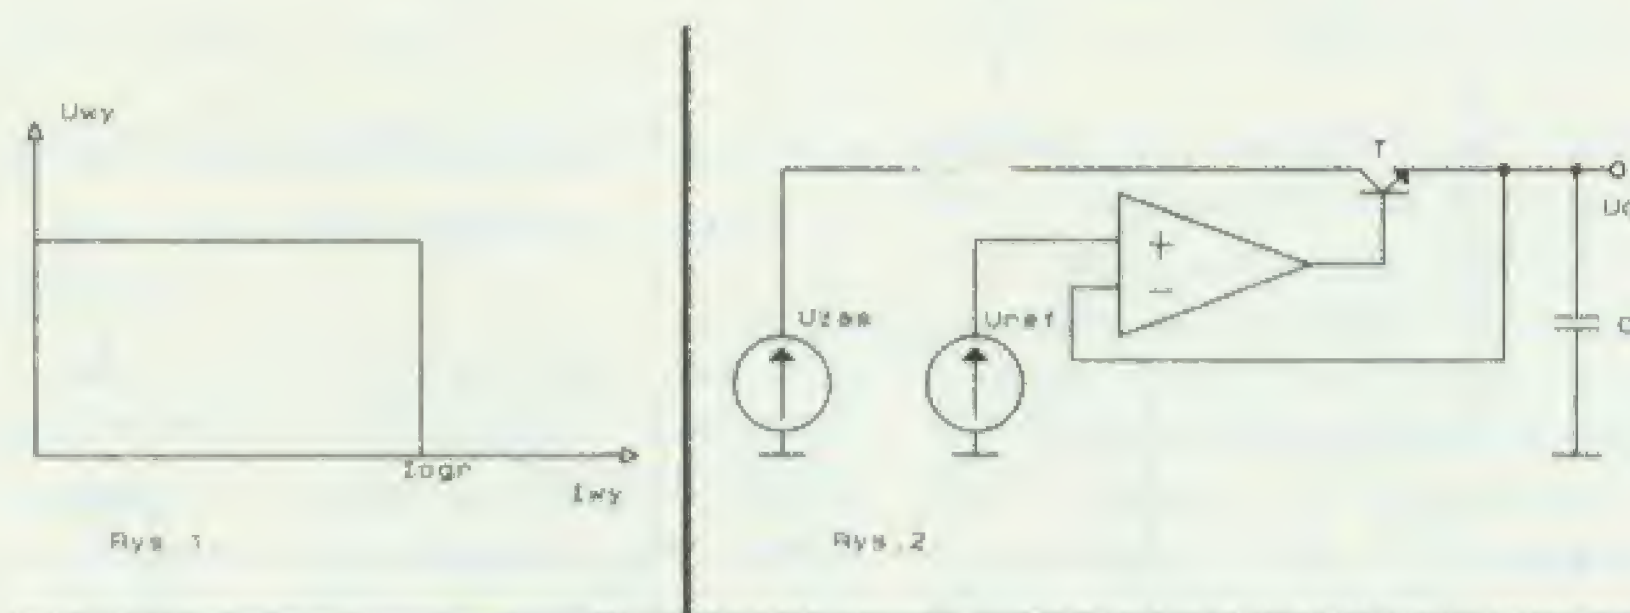 Uwy
Iogr
Iwy
Rys.1
T
+
-
Uzas
Uref
Rys.2